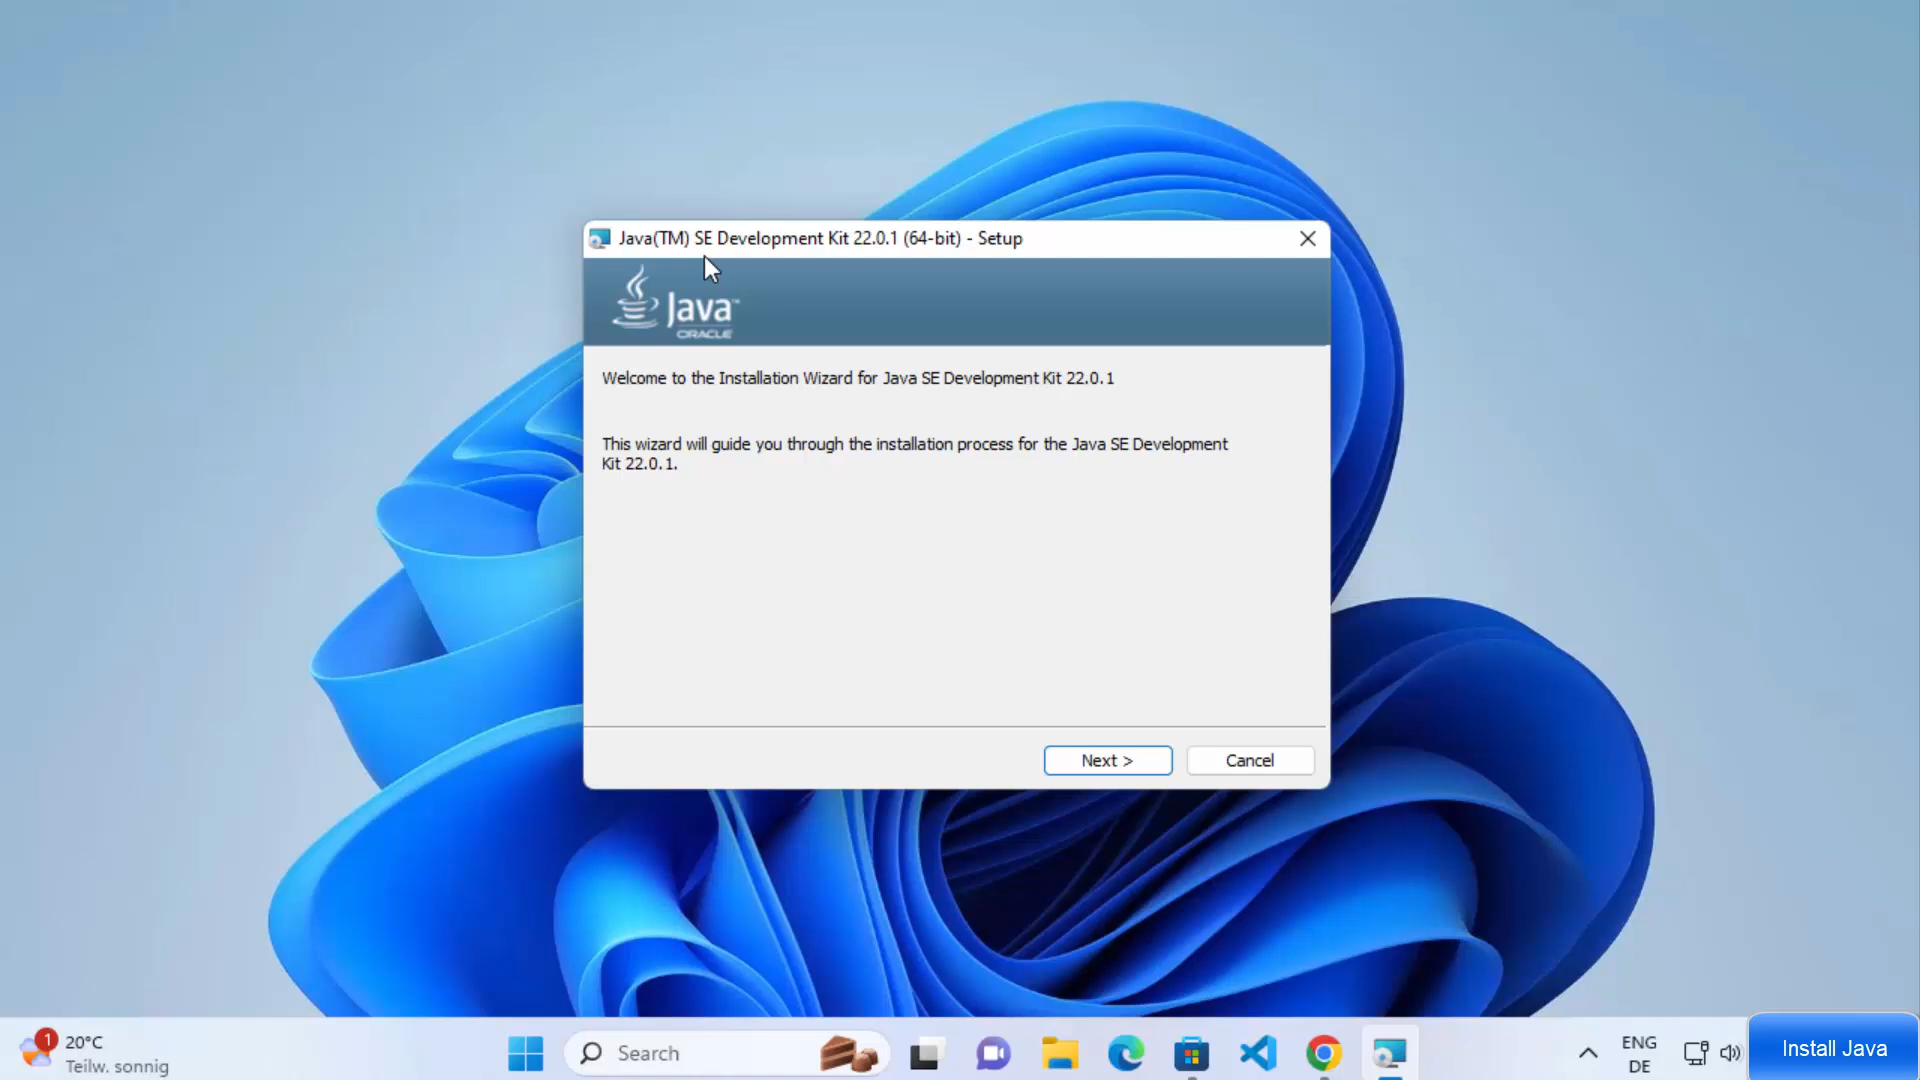 Java(TM) SE Development Kit 22.0.1 (64-bit) - Setup
Java™
ORACLE
Welcome to the Installation Wizard for Java SE Development Kit 22.0.1
This wizard will guide you through the installation process for the Java SE Development
Kit 22.0.1.
Next >
Cancel
1
20°C
Teilw. sonnig
Search
ENG
DE
Install Java